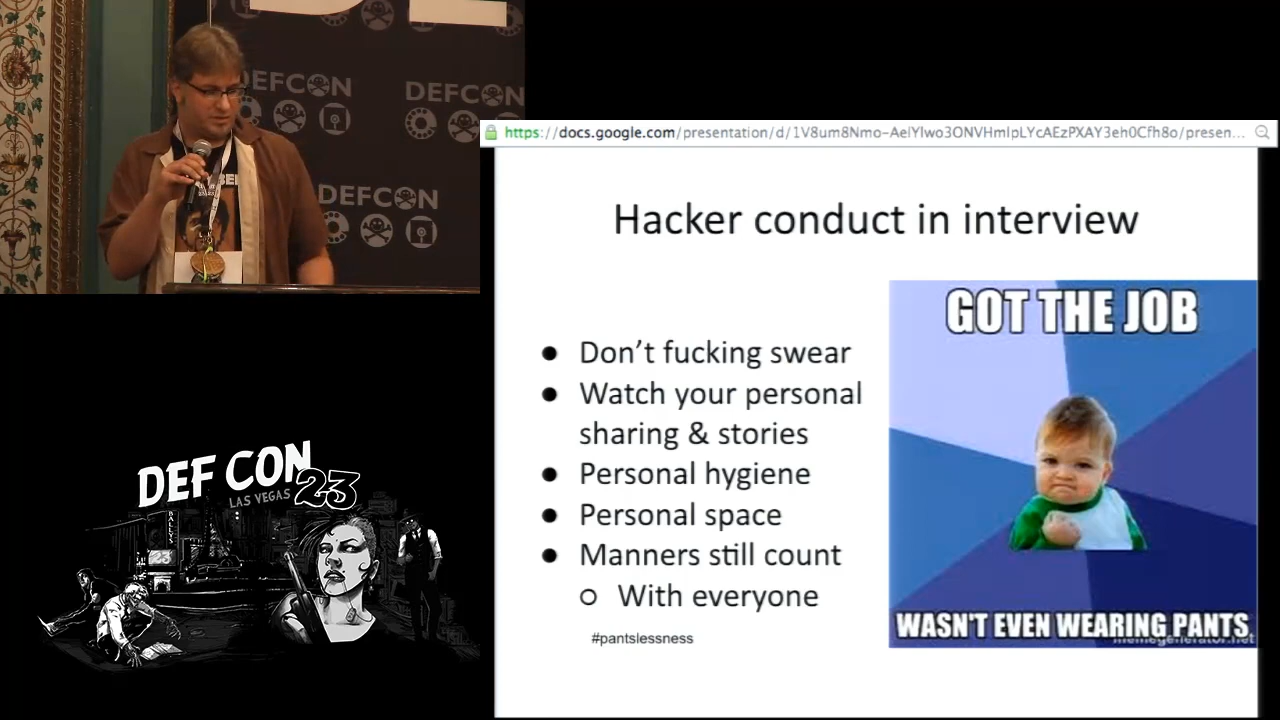 DEFCON
DEFCON
DEFCON
https://docs.google.com/presentation/d/1V8um8Nmo-AeiYlwo3ONVHmIpLYcAEzPXAY3eh0Cfh8o/presen...
Hacker conduct in interview
GOT THE JOB
● Don't fucking swear
● Watch your personal
sharing & stories
● Personal hygiene
● Personal space
● Manners still count
○ With everyone
#pantslessness
WASN'T EVEN WEARING PANTS
memegenerator.net
DEF CON 23
LAS VEGAS
BALLY'S